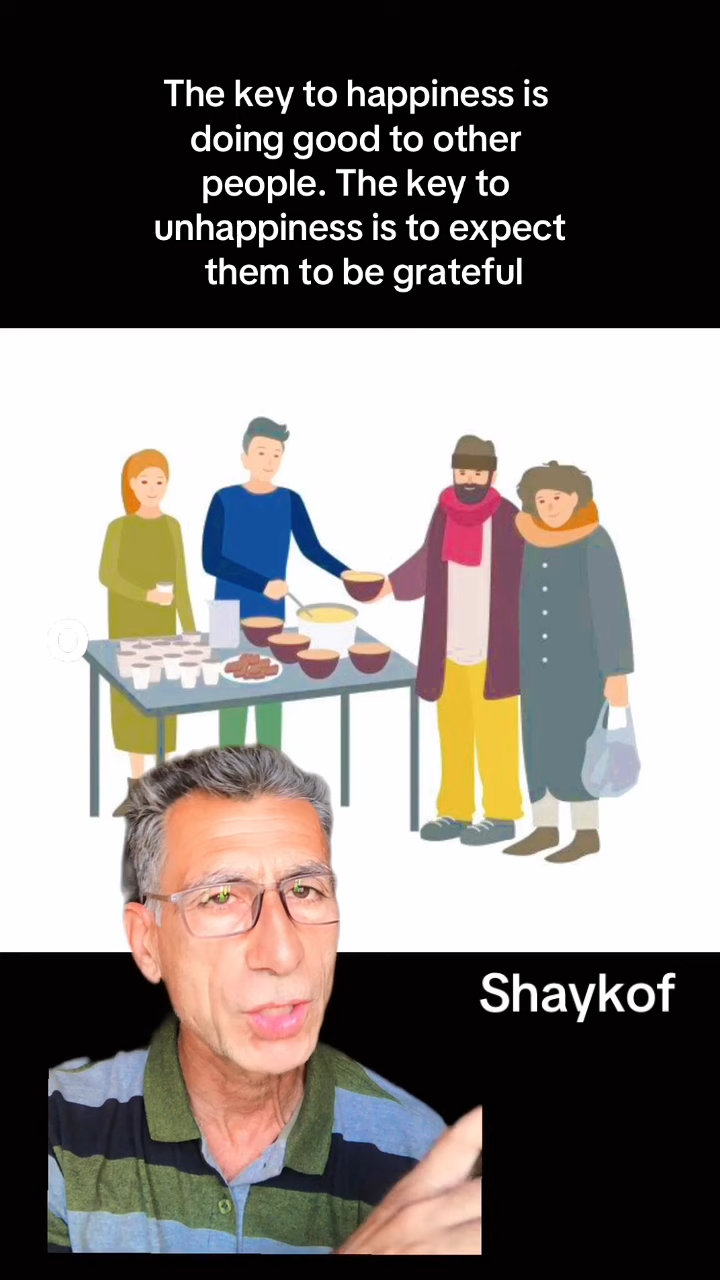 The key to happiness is
doing good to other
people. The key to
unhappiness is to expect
them to be grateful
Shaykof